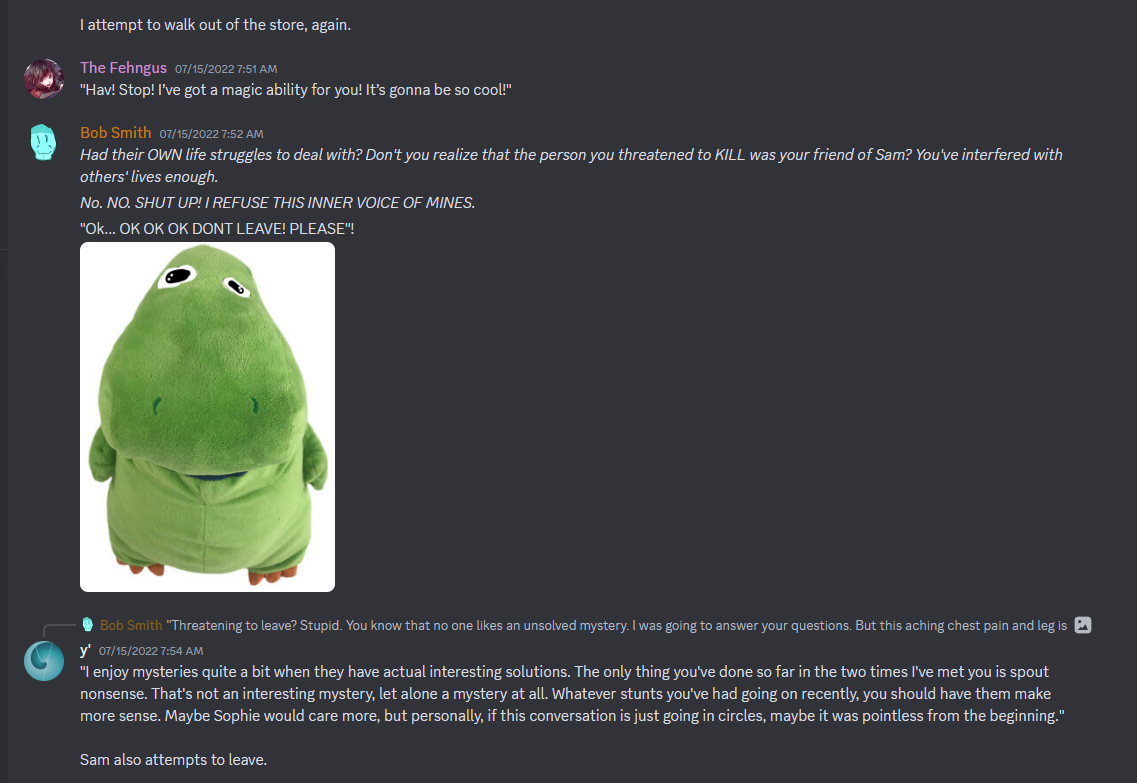 I attempt to walk out of the store, again.
The Fehngus 07/15/2022 7:51 AM
"Hav! Stop! I've got a magic ability for you! It's gonna be so cool!"
Bob Smith 07/15/2022 7:52 AM
Had their OWN life struggles to deal with? Don't you realize that the person you threatened to KILL was your friend of Sam? You've interfered with
others' lives enough.
No. NO. SHUT UP! I REFUSE THIS INNER VOICE OF MINES.
"Ok... OK OK OK DONT LEAVE! PLEASE"!
Bob Smith "Threatening to leave? Stupid. You know that no one likes an unsolved mystery. I was going to answer your questions. But this aching chest pain and leg is
y' 07/15/2022 7:54 AM
"I enjoy mysteries quite a bit when they have actual interesting solutions. The only thing you've done so far in the two times I've met you is spout
nonsense. That's not an interesting mystery, let alone a mystery at all. Whatever stunts you've had going on recently, you should have them make
more sense. Maybe Sophie would care more, but personally, if this conversation is just going in circles, maybe it was pointless from the beginning."
Sam also attempts to leave.